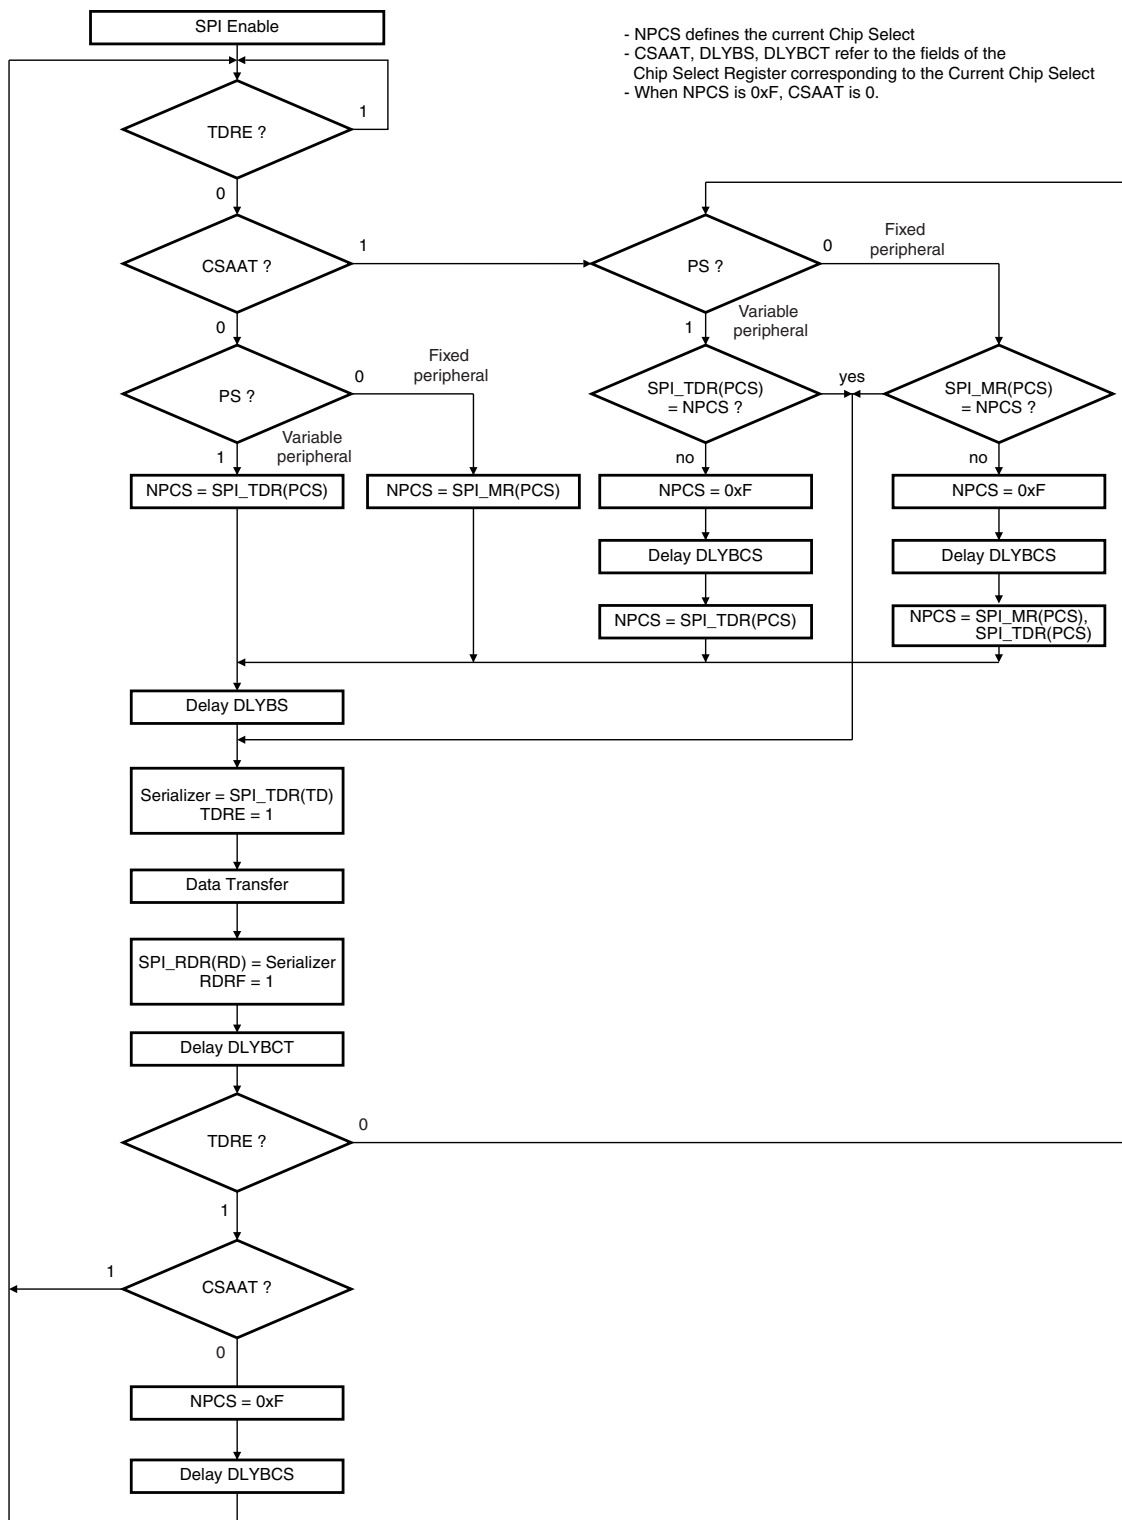 SPI Enable
- NPCS defines the current Chip Select
- CSAAT, DLYBS, DLYBCT refer to the fields of the
Chip Select Register corresponding to the Current Chip Select
- When NPCS is 0xF, CSAAT is 0.
TDRE ?
1
0
CSAAT ?
1
0
PS ?
0
Fixed
peripheral
1
Variable
peripheral
NPCS = SPI_TDR(PCS)
NPCS = SPI_MR(PCS)
PS ?
0
Fixed
peripheral
1
Variable
peripheral
SPI_TDR(PCS)
= NPCS ?
yes
SPI_MR(PCS)
= NPCS ?
no
no
NPCS = 0xF
NPCS = 0xF
Delay DLYBCS
Delay DLYBCS
NPCS = SPI_TDR(PCS)
NPCS = SPI_MR(PCS),
SPI_TDR(PCS)
Delay DLYBS
Serializer = SPI_TDR(TD)
TDRE = 1
Data Transfer
SPI_RDR(RD) = Serializer
RDRF = 1
Delay DLYBCT
TDRE ?
0
1
CSAAT ?
1
0
NPCS = 0xF
Delay DLYBCS